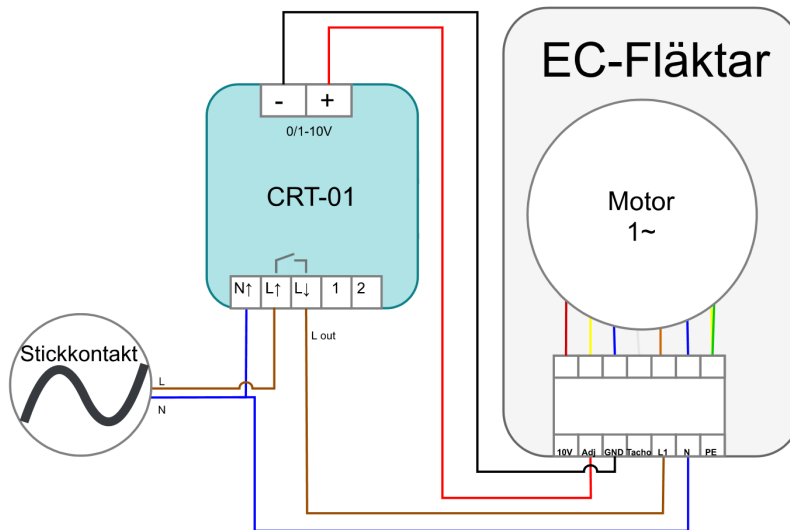 EC-Fläktar
- +
0/1-10V
CRT-01
Motor
1~
N↑ L↑ L↓ 1 2
L out
Stickkontakt
L
N
10V Adj GND Tacho L1 N PE